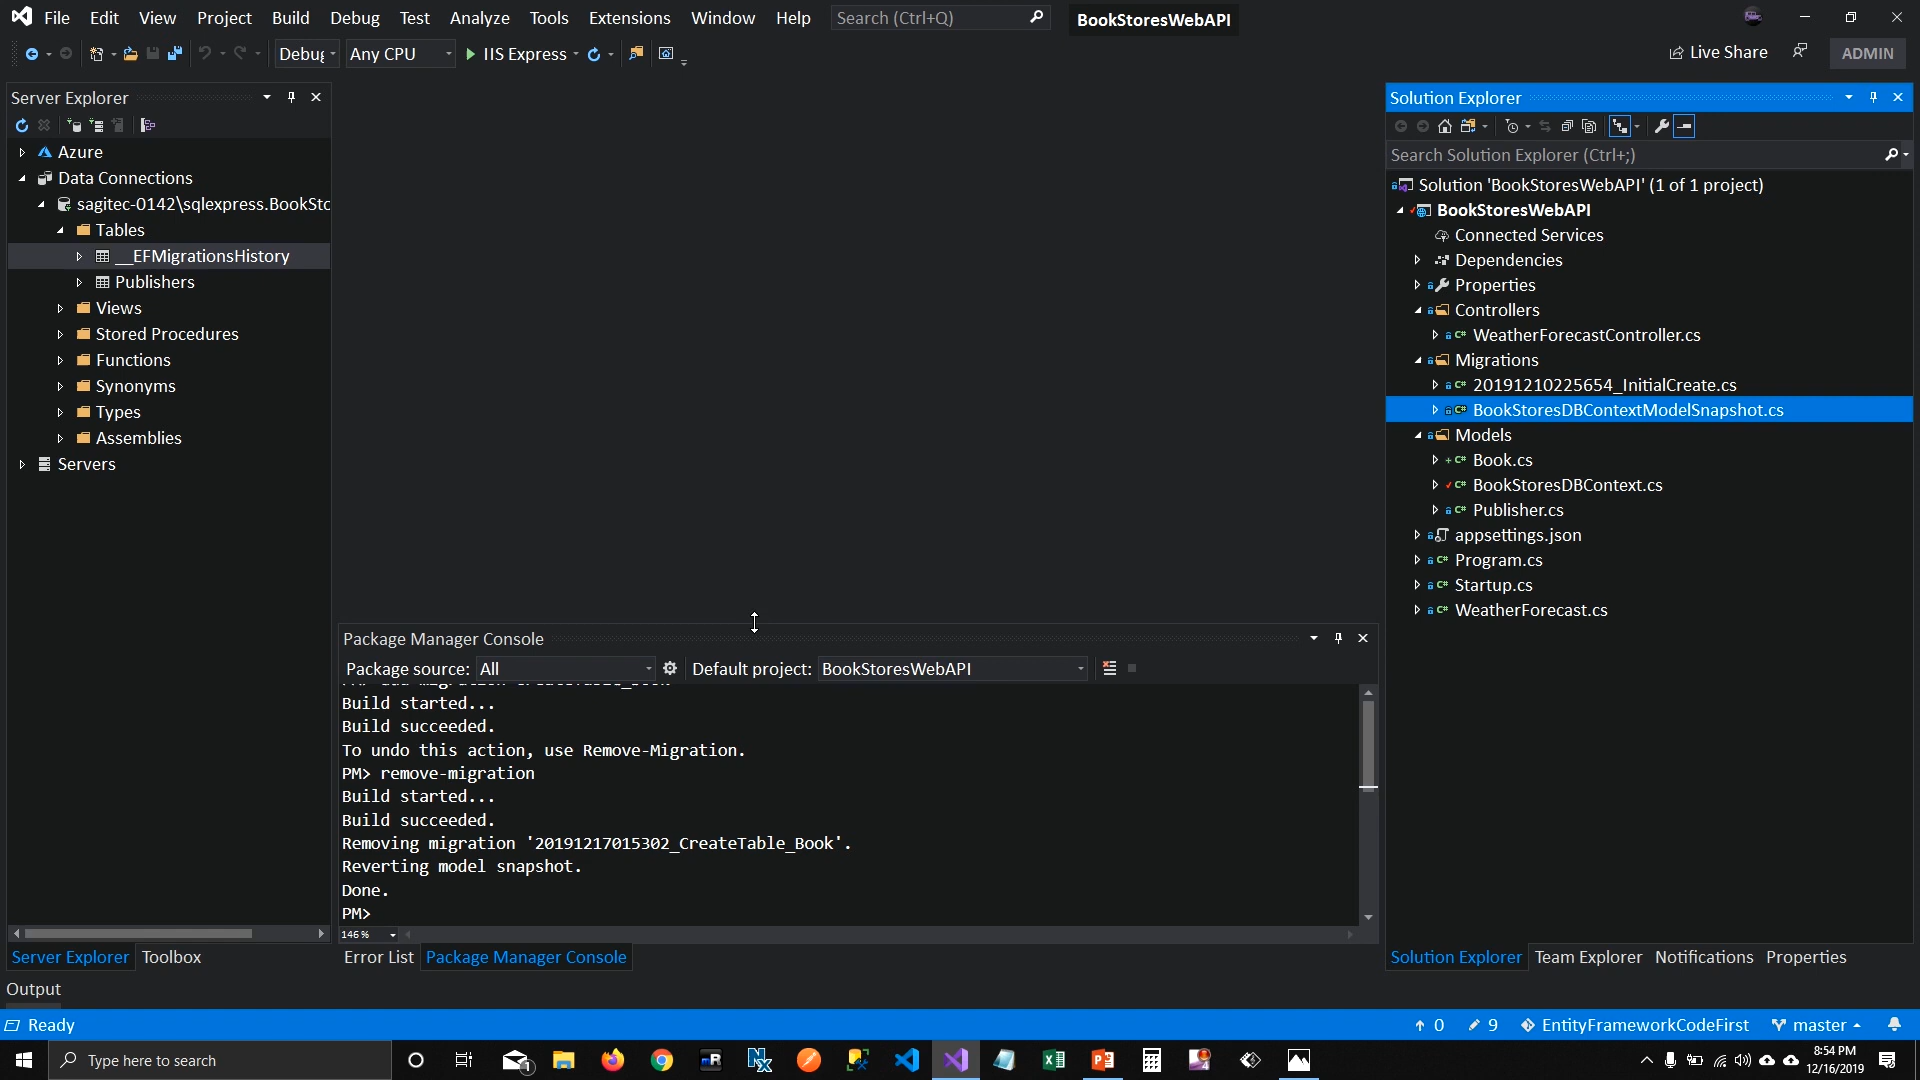 File Edit View Project Build Debug Test Analyze Tools Extensions Window Help Search (Ctrl+Q) BookStoresWebAPI
Debug Any CPU IIS Express Live Share ADMIN
Server Explorer
Azure
Data Connections
sagitec-0142\sqlexpress.BookSto
Tables
__EFMigrationsHistory
Publishers
Views
Stored Procedures
Functions
Synonyms
Types
Assemblies
Servers
Server Explorer Toolbox
Package Manager Console
Package source: All Default project: BookStoresWebAPI
Build started...
Build succeeded.
To undo this action, use Remove-Migration.
PM> remove-migration
Build started...
Build succeeded.
Removing migration '20191217015302_CreateTable_Book'.
Reverting model snapshot.
Done.
PM>
146 %
Error List Package Manager Console
Solution Explorer
Search Solution Explorer (Ctrl+;)
Solution 'BookStoresWebAPI' (1 of 1 project)
BookStoresWebAPI
Connected Services
Dependencies
Properties
Controllers
WeatherForecastController.cs
Migrations
20191210225654_InitialCreate.cs
BookStoresDBContextModelSnapshot.cs
Models
Book.cs
BookStoresDBContext.cs
Publisher.cs
appsettings.json
Program.cs
Startup.cs
WeatherForecast.cs
Solution Explorer Team Explorer Notifications Properties
Output
Ready 0 9 EntityFrameworkCodeFirst master
Type here to search
8:54 PM
12/16/2019